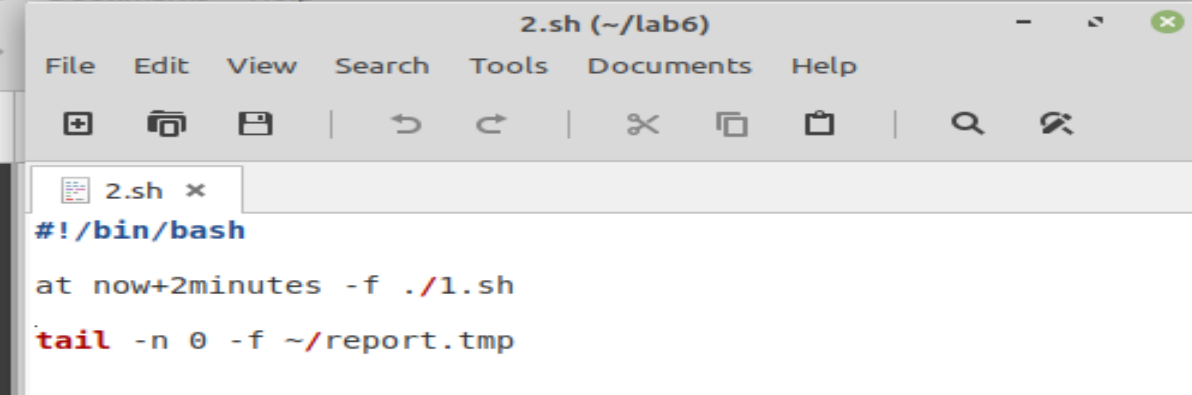 2.sh (~/lab6)
File Edit View Search Tools Documents Help
2.sh
#!/bin/bash
at now+2minutes -f ./1.sh
tail -n 0 -f ~/report.tmp